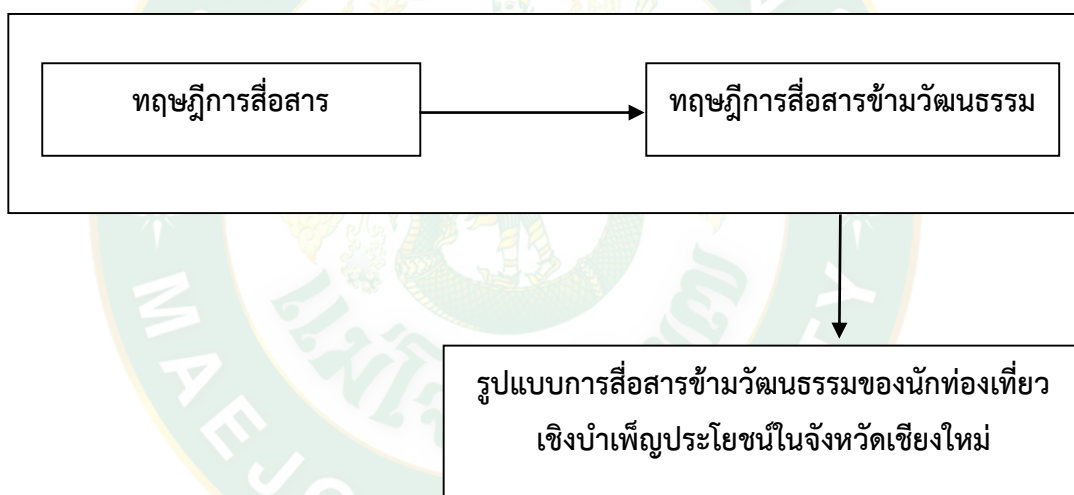 ทฤษฎีการสื่อสาร
ทฤษฎีการสื่อสารข้ามวัฒนธรรม
รูปแบบการสื่อสารข้ามวัฒนธรรมของนักท่องเที่ยว
เชิงบำเพ็ญประโยชน์ในจังหวัดเชียงใหม่
MAEJO